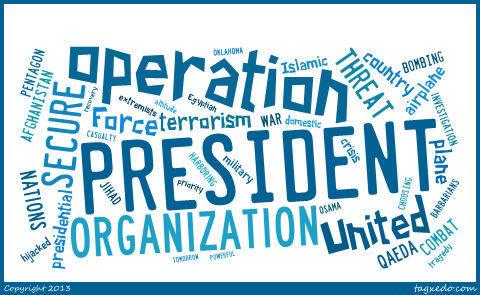 OKLAHOMA
operation
Islamic
THREAT
country
BOMBING
airplane
INVESTIGATION
PENTAGON
AFGHANISTAN
recovery
extremists
altitude
Egyptian
SECURE
Force
terrorism
WAR
domestic
CASUALTY
crisis
plane
PRESIDENT
HARBORING
military
priority
JIHAD
NATIONS
presidential
hijacked
CHOOSING
BARBARIANS
OSAMA
ORGANIZATION
United
QAEDA
COMBAT
tragedy
TOMORROW
POWERFUL
Copyright 2013
tagxedo.com